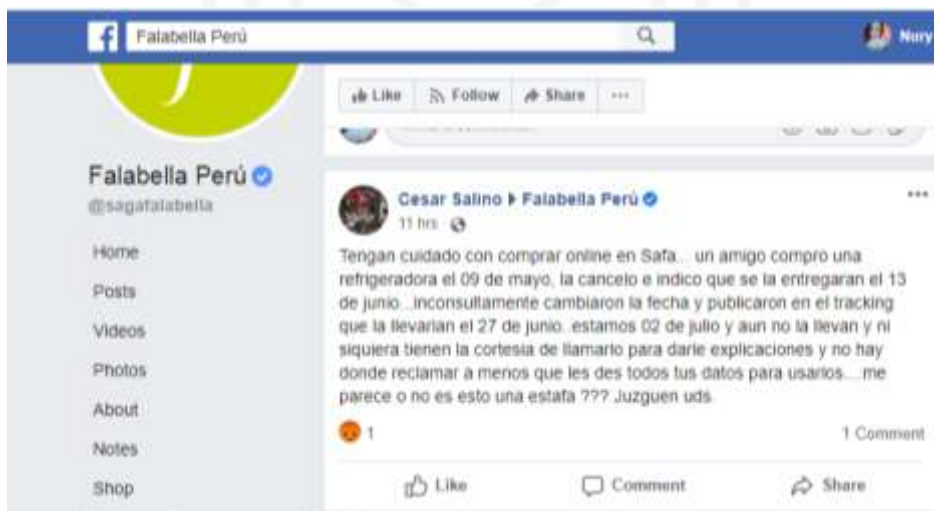 Falabella Perú
Nury
Like Follow Share ...
Falabella Perú
@sagafalabella
Home
Posts
Videos
Photos
About
Notes
Shop
Cesar Salino Falabella Perú
11 hrs
Tengan cuidado con comprar online en Safa... un amigo compro una
refrigeradora el 09 de mayo, la cancelo e indico que se la entregaran el 13
de junio...inconsultamente cambiaron la fecha y publicaron en el tracking
que la llevarian el 27 de junio..estamos 02 de julio y aun no la llevan y ni
siquiera tienen la cortesia de llamarlo para darle explicaciones y no hay
donde reclamar a menos que les des todos tus datos para usarlos....me
parece o no es esto una estafa ??? Juzguen uds.
1
1 Comment
Like Comment Share